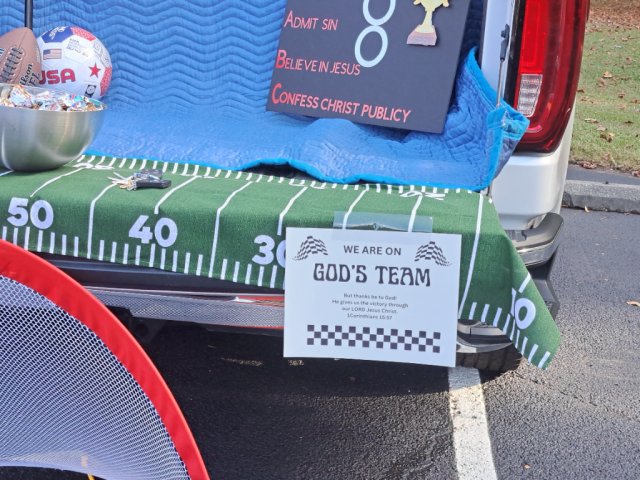 ADMIT SIN
8
BELIEVE IN JESUS
CONFESS CHRIST PUBLICY
USA
50
40
30
WE ARE ON
GOD'S TEAM
But thanks be to God!
He gives us the victory through
our LORD Jesus Christ.
1Corinthians 15:57